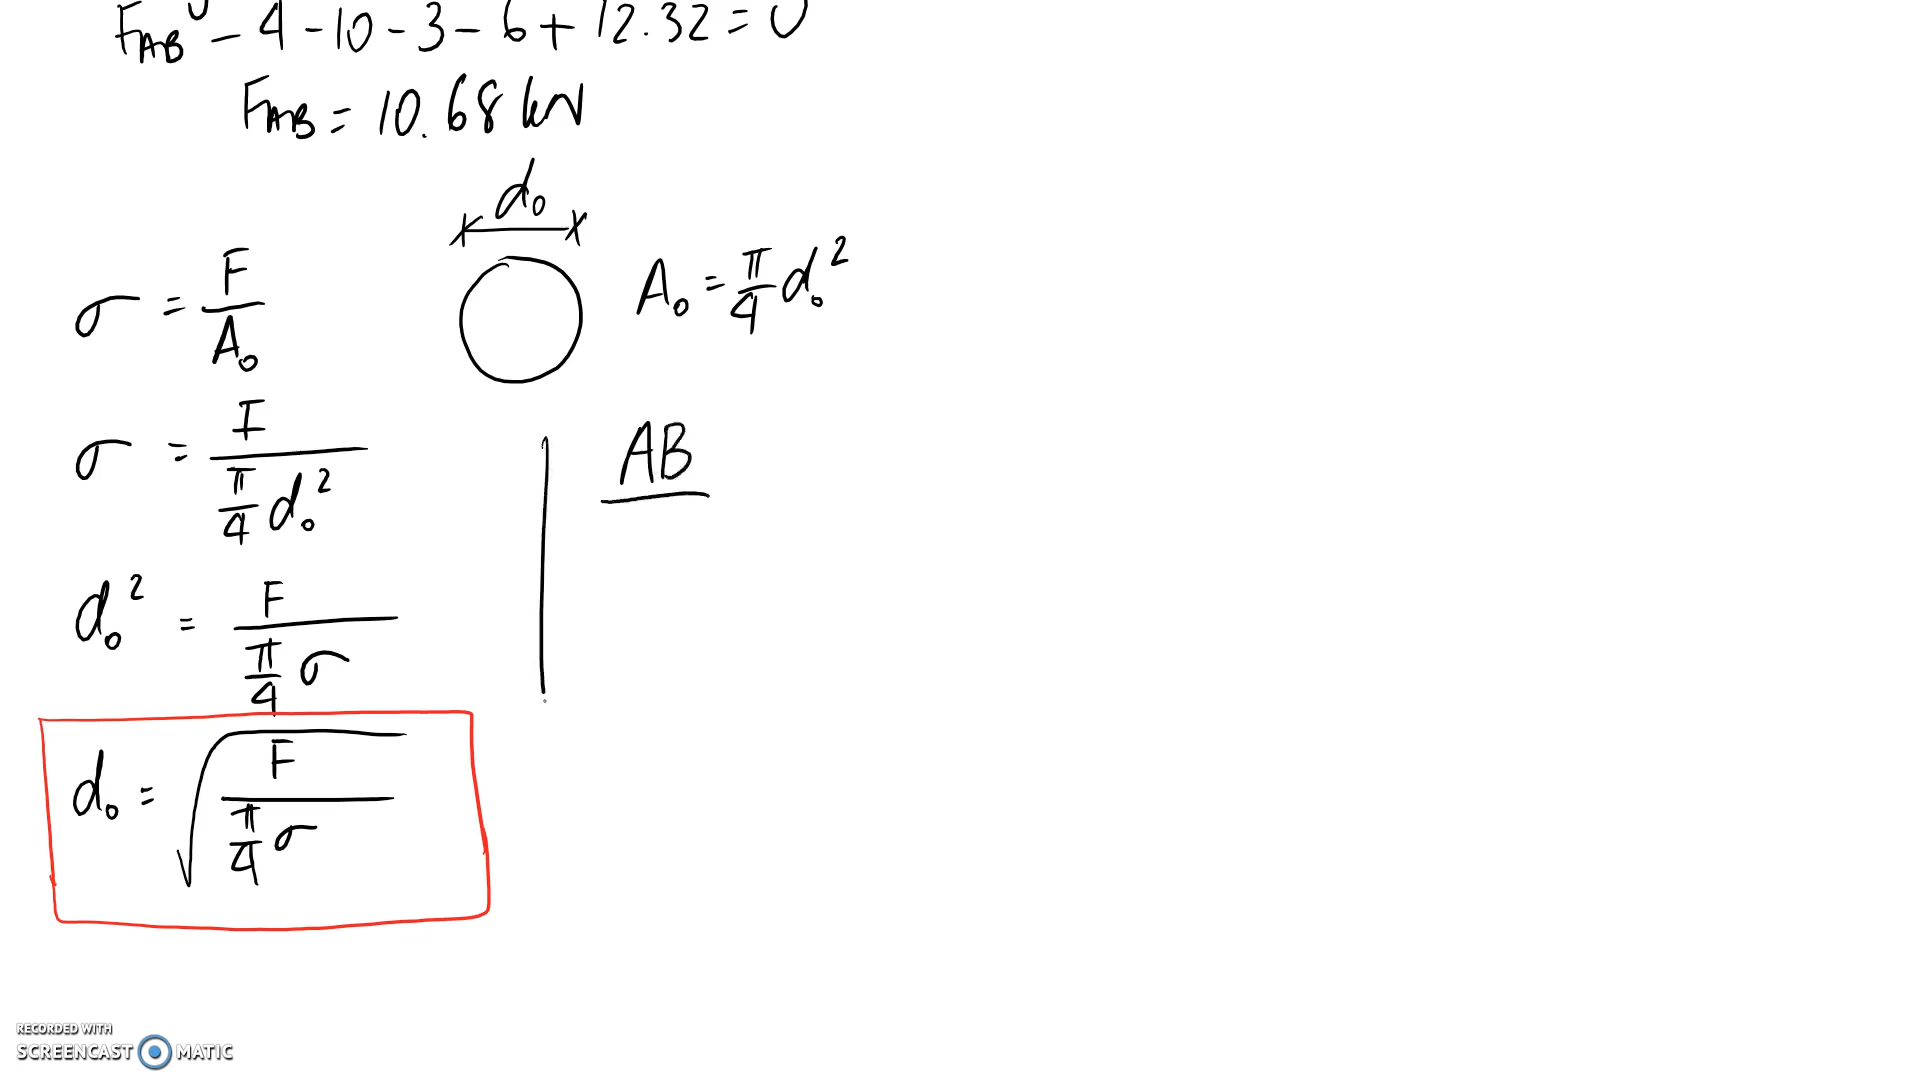 F_AB - 4 - 10 - 3 - 6 + 12.32 = 0
F_AB = 10.68 kN
d₀
σ = F / A₀
A₀ = π/4 d₀²
σ = F / (π/4 d₀²)
AB
d₀² = F / (π/4 σ)
d₀ = √(F / (π/4 σ))
RECORDED WITH
SCREENCAST MATIC